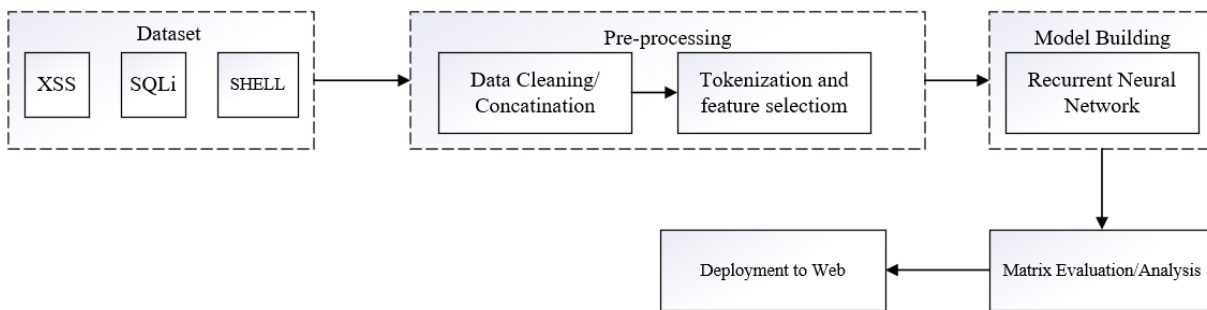 Dataset
XSS
SQLi
SHELL
Pre-processing
Data Cleaning/
Concatination
Tokenization and
feature selectiom
Model Building
Recurrent Neural
Network
Matrix Evaluation/Analysis
Deployment to Web